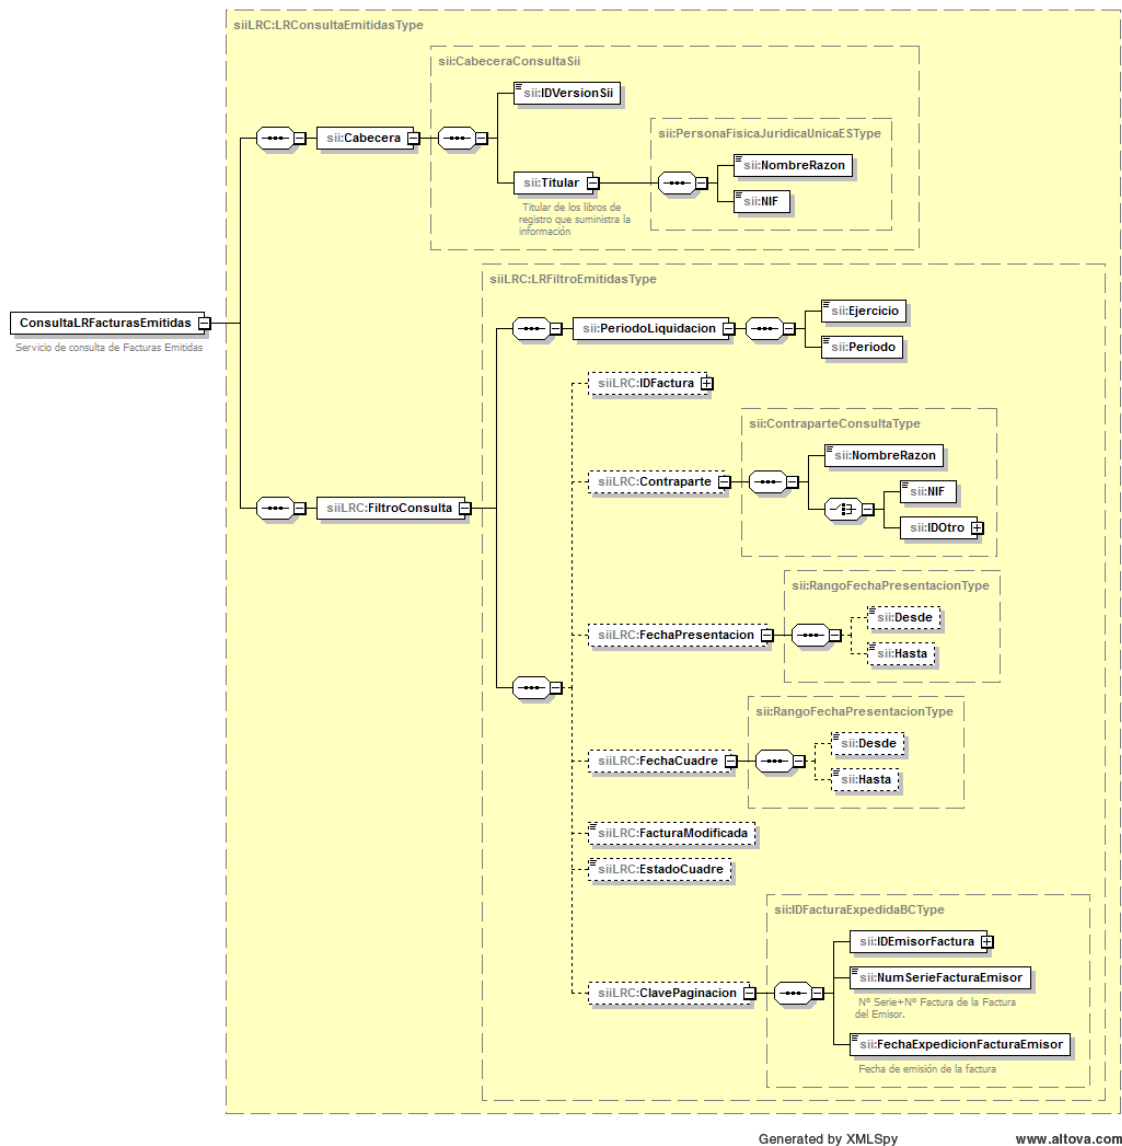 siiLRC:LRConsultaEmitidasType
sii:CabeceraConsultaSii
sii:IDVersionSii
sii:PersonaFisicaJuridicaUnicaESType
sii:Cabecera
sii:NombreRazon
sii:Titular
sii:NIF
Titular de los libros de
registro que suministra la
información
siiLRC:LRFiltroEmitidasType
ConsultaLRFacturasEmitidas
Servicio de consulta de Facturas Emitidas
sii:PeriodoLiquidacion
sii:Ejercicio
sii:Periodo
siiLRC:IDFactura
sii:ContraparteConsultaType
sii:NombreRazon
siiLRC:Contraparte
sii:NIF
sii:IDOtro
siiLRC:FiltroConsulta
sii:RangoFechaPresentacionType
sii:Desde
siiLRC:FechaPresentacion
sii:Hasta
sii:RangoFechaPresentacionType
sii:Desde
siiLRC:FechaCuadre
sii:Hasta
siiLRC:FacturaModificada
siiLRC:EstadoCuadre
sii:IDFacturaExpedidaBCType
sii:IDEmisorFactura
sii:NumSerieFacturaEmisor
siiLRC:ClavePaginacion
Nº Serie+Nº Factura de la Factura
del Emisor.
sii:FechaExpedicionFacturaEmisor
Fecha de emisión de la factura
Generated by XMLSpy www.altova.com